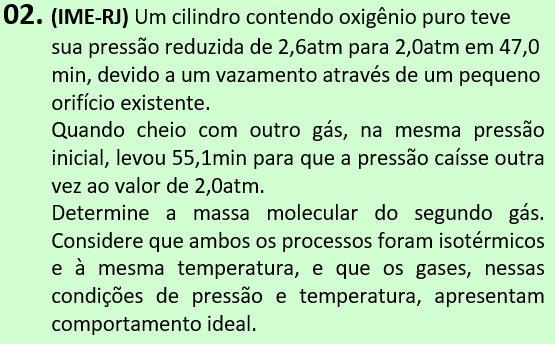 02. (IME-RJ) Um cilindro contendo oxigênio puro teve
sua pressão reduzida de 2,6atm para 2,0atm em 47,0
min, devido a um vazamento através de um pequeno
orifício existente.
Quando cheio com outro gás, na mesma pressão
inicial, levou 55,1min para que a pressão caísse outra
vez ao valor de 2,0atm.
Determine a massa molecular do segundo gás.
Considere que ambos os processos foram isotérmicos
e à mesma temperatura, e que os gases, nessas
condições de pressão e temperatura, apresentam
comportamento ideal.